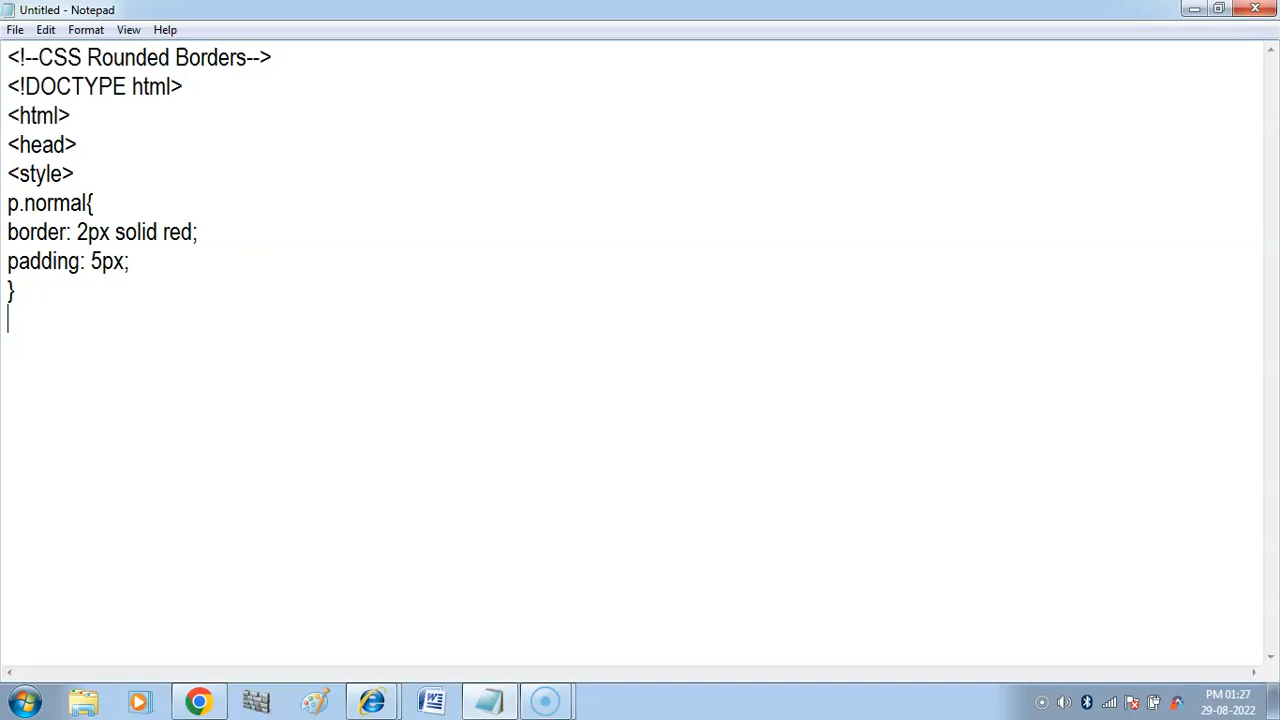 Untitled - Notepad
File Edit Format View Help
<!--CSS Rounded Borders-->
<!DOCTYPE html>
<html>
<head>
<style>
p.normal{
border: 2px solid red;
padding: 5px;
}
PM 01:27
29-08-2022